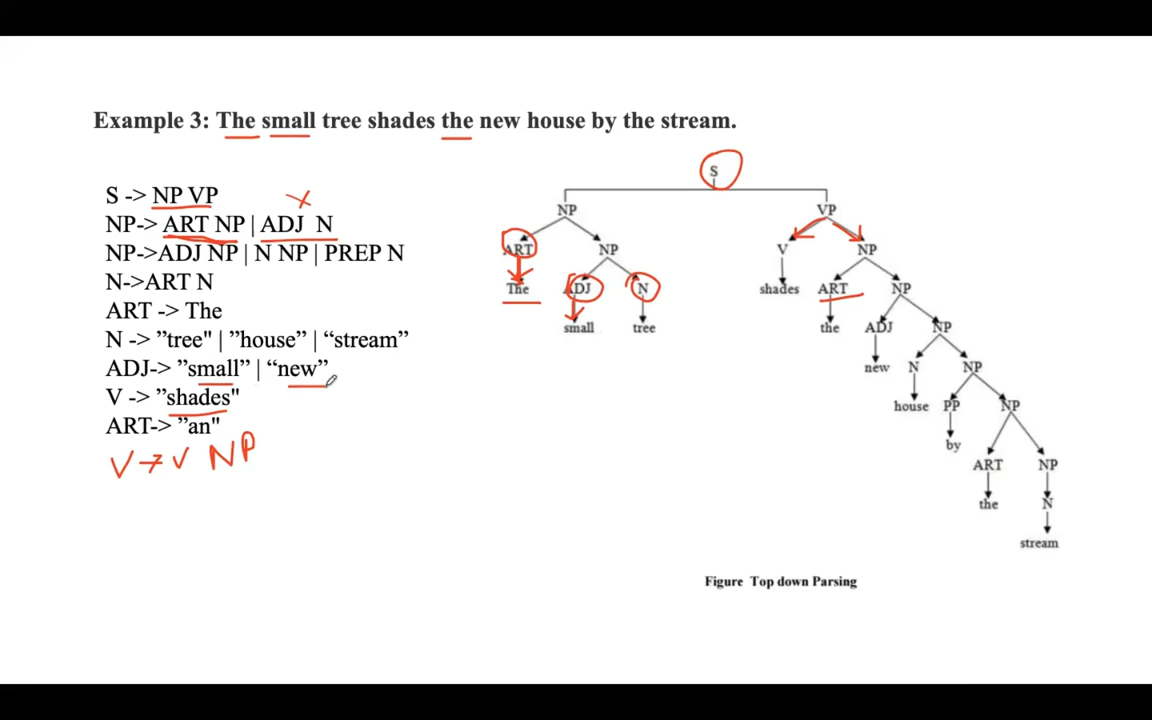 Example 3: The small tree shades the new house by the stream.
S -> NP VP
NP-> ART NP | ADJ N
NP->ADJ NP | N NP | PREP N
N->ART N
ART -> The
N -> ”tree" | ”house” | “stream”
ADJ-> ”small” | “new”
V -> ”shades"
ART-> ”an"
V → V NP
S
NP VP
ART NP V NP
The ADJ N shades ART NP
small tree the ADJ NP
new N NP
house PP NP
by
ART NP
the N
stream
Figure Top down Parsing